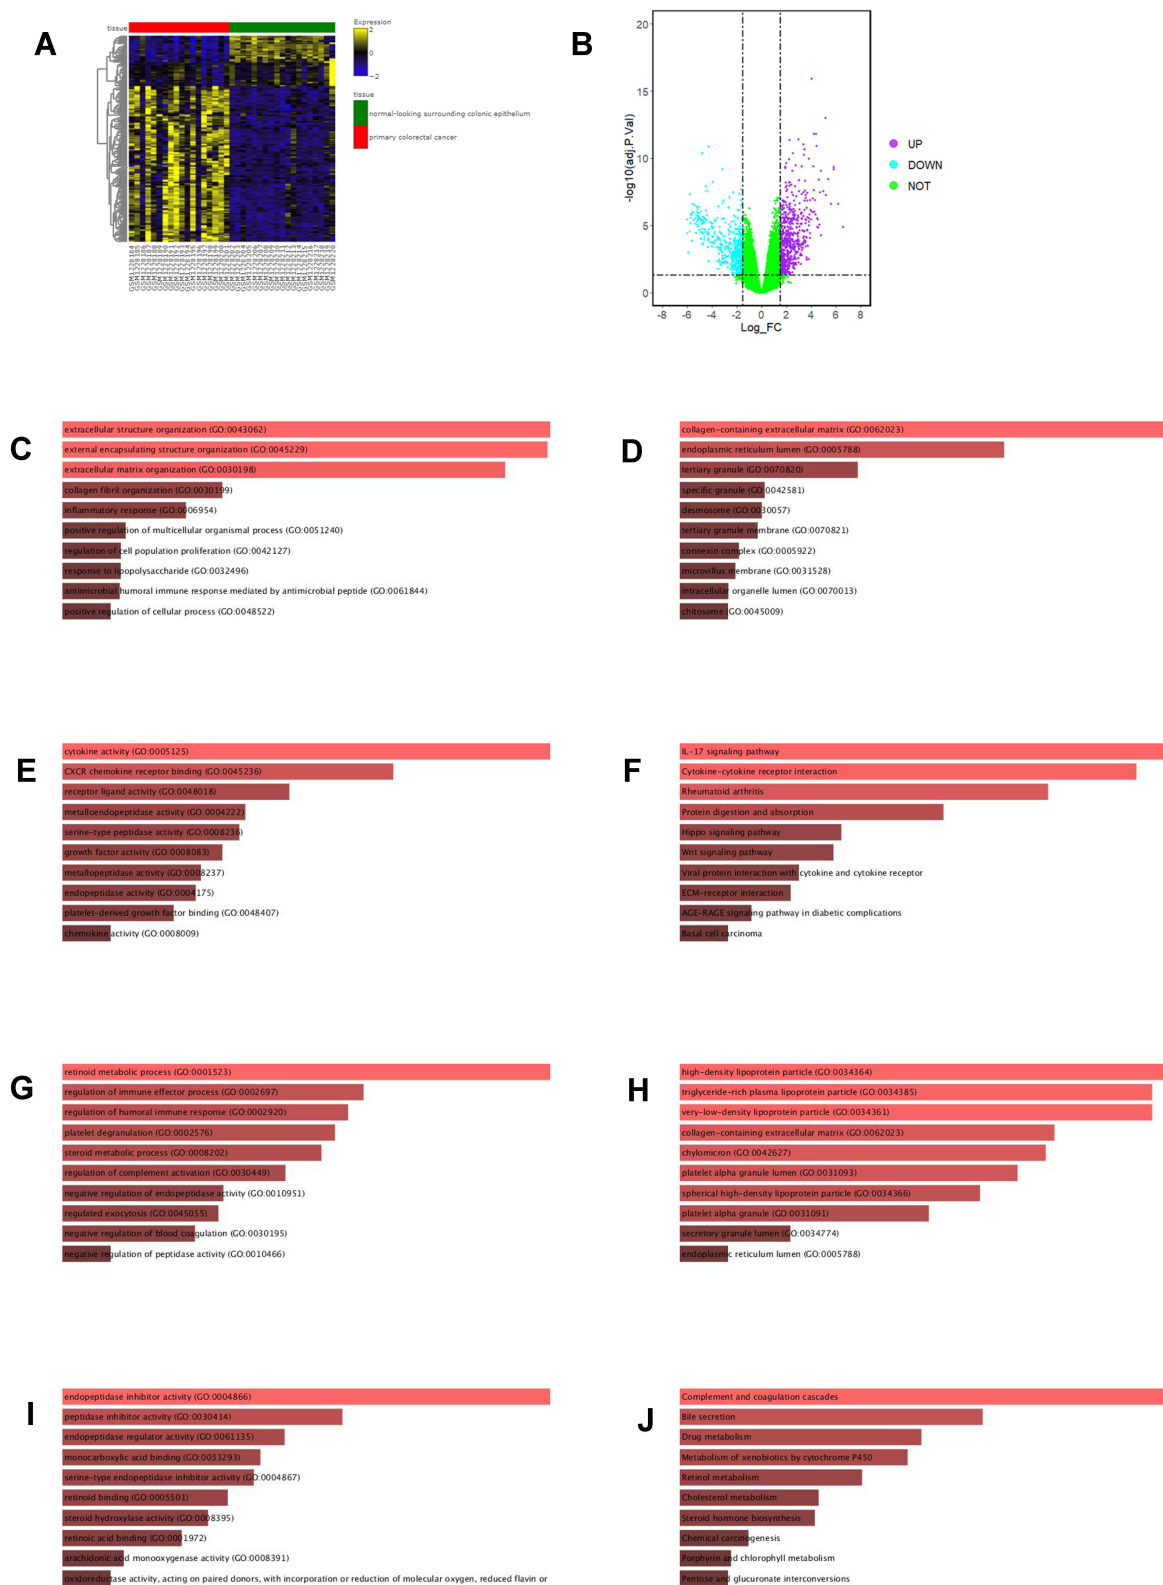 A
tissue
Expression
2
0
−2
tissue
normal-looking surrounding colonic epithelium
primary colorectal cancer
B
20
15
10
5
0
-log10(adj.P.Val)
-8 -6 -4 -2 0 2 4 6 8
Log_FC
UP
DOWN
NOT
C
extracellular structure organization (GO:0043062)
external encapsulating structure organization (GO:0045229)
extracellular matrix organization (GO:0030198)
collagen fibril organization (GO:0030199)
inflammatory response (GO:0006954)
positive regulation of multicellular organismal process (GO:0051240)
regulation of cell population proliferation (GO:0042127)
response to lipopolysaccharide (GO:0032496)
antimicrobial humoral immune response mediated by antimicrobial peptide (GO:0061844)
positive regulation of cellular process (GO:0048522)
D
collagen-containing extracellular matrix (GO:0062023)
endoplasmic reticulum lumen (GO:0005788)
tertiary granule (GO:0070820)
specific granule (GO:0042581)
desmosome (GO:0030057)
tertiary granule membrane (GO:0070821)
connexin complex (GO:0005922)
microvillus membrane (GO:0031528)
intracellular organelle lumen (GO:0070013)
chitosome (GO:0045009)
E
cytokine activity (GO:0005125)
CXCR chemokine receptor binding (GO:0045236)
receptor ligand activity (GO:0048018)
metalloendopeptidase activity (GO:0004222)
serine-type peptidase activity (GO:0008236)
growth factor activity (GO:0008083)
metallopeptidase activity (GO:0008237)
endopeptidase activity (GO:0004175)
platelet-derived growth factor binding (GO:0048407)
chemokine activity (GO:0008009)
F
IL-17 signaling pathway
Cytokine-cytokine receptor interaction
Rheumatoid arthritis
Protein digestion and absorption
Hippo signaling pathway
Wnt signaling pathway
Viral protein interaction with cytokine and cytokine receptor
ECM-receptor interaction
AGE-RAGE signaling pathway in diabetic complications
Basal cell carcinoma
G
retinoid metabolic process (GO:0001523)
regulation of immune effector process (GO:0002697)
regulation of humoral immune response (GO:0002920)
platelet degranulation (GO:0002576)
steroid metabolic process (GO:0008202)
regulation of complement activation (GO:0030449)
negative regulation of endopeptidase activity (GO:0010951)
regulated exocytosis (GO:0045055)
negative regulation of blood coagulation (GO:0030195)
negative regulation of peptidase activity (GO:0010466)
H
high-density lipoprotein particle (GO:0034364)
triglyceride-rich plasma lipoprotein particle (GO:0034385)
very-low-density lipoprotein particle (GO:0034361)
collagen-containing extracellular matrix (GO:0062023)
chylomicron (GO:0042627)
platelet alpha granule lumen (GO:0031093)
spherical high-density lipoprotein particle (GO:0034366)
platelet alpha granule (GO:0031091)
secretory granule lumen (GO:0034774)
endoplasmic reticulum lumen (GO:0005788)
I
endopeptidase inhibitor activity (GO:0004866)
peptidase inhibitor activity (GO:0030414)
endopeptidase regulator activity (GO:0061135)
monocarboxylic acid binding (GO:0033293)
serine-type endopeptidase inhibitor activity (GO:0004867)
retinoid binding (GO:0005501)
steroid hydroxylase activity (GO:0008395)
retinoic acid binding (GO:0001972)
arachidonic acid monooxygenase activity (GO:0008391)
oxidoreductase activity, acting on paired donors, with incorporation or reduction of molecular oxygen, reduced flavin or
J
Complement and coagulation cascades
Bile secretion
Drug metabolism
Metabolism of xenobiotics by cytochrome P450
Retinol metabolism
Cholesterol metabolism
Steroid hormone biosynthesis
Chemical carcinogenesis
Porphyrin and chlorophyll metabolism
Pentose and glucuronate interconversions